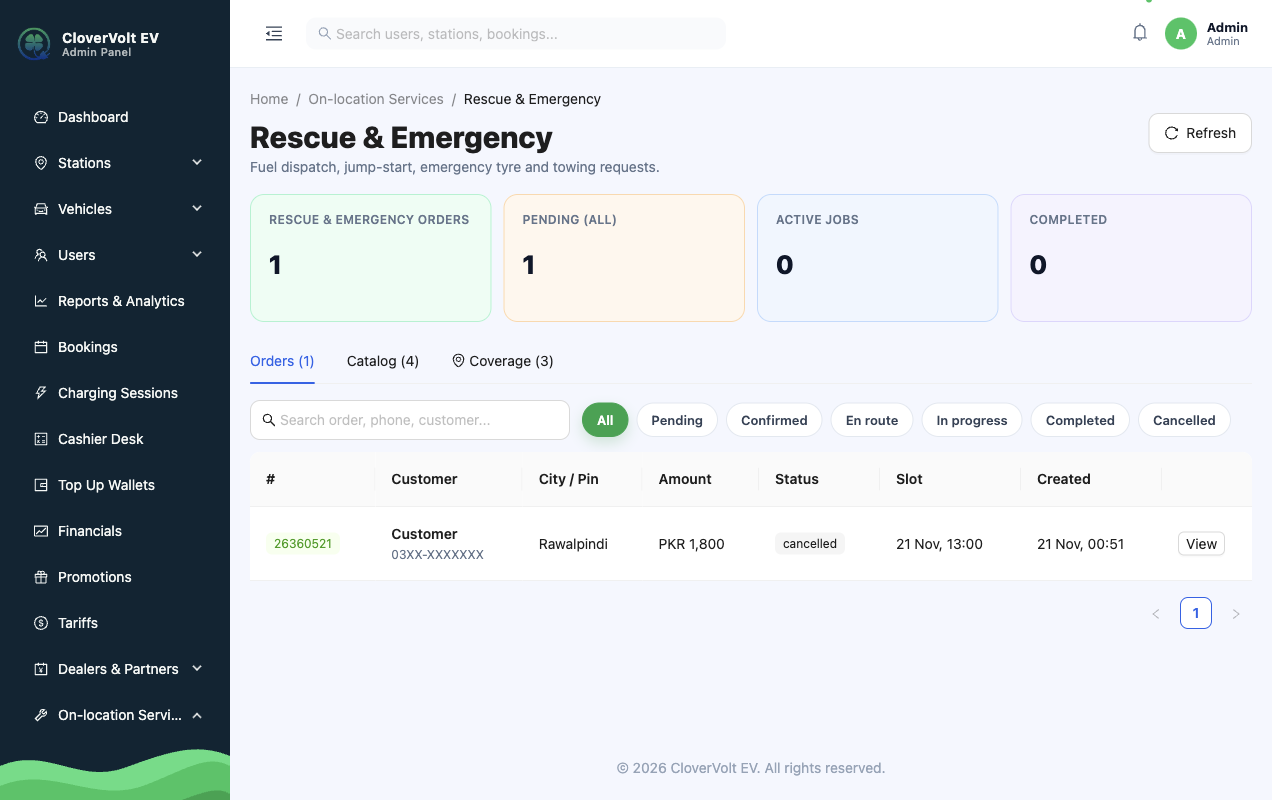 CloverVolt EV
Admin Panel
Dashboard
Stations
Vehicles
Users
Reports & Analytics
Bookings
Charging Sessions
Cashier Desk
Top Up Wallets
Financials
Promotions
Tariffs
Dealers & Partners
On-location Servi...
Search users, stations, bookings...
A
Admin
Admin
Home / On-location Services / Rescue & Emergency
Rescue & Emergency
Fuel dispatch, jump-start, emergency tyre and towing requests.
Refresh
RESCUE & EMERGENCY ORDERS
1
PENDING (ALL)
1
ACTIVE JOBS
0
COMPLETED
0
Orders (1) Catalog (4) Coverage (3)
Search order, phone, customer...
All Pending Confirmed En route In progress Completed Cancelled
# Customer City / Pin Amount Status Slot Created
26360521 Customer Rawalpindi PKR 1,800 cancelled 21 Nov, 13:00 21 Nov, 00:51 View
03XX-XXXXXXX
< 1 >
© 2026 CloverVolt EV. All rights reserved.